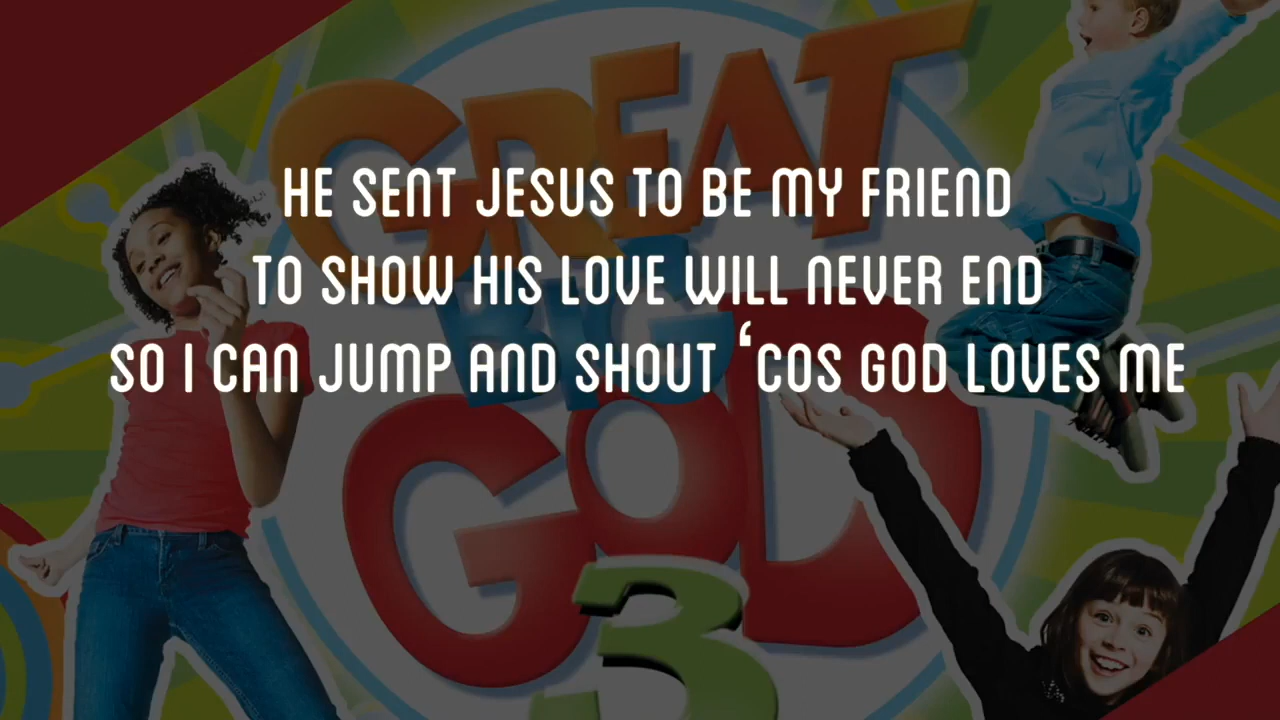 HE SENT JESUS TO BE MY FRIEND
TO SHOW HIS LOVE WILL NEVER END
SO I CAN JUMP AND SHOUT ‘COS GOD LOVES ME
GREAT
BIG
GOD
3